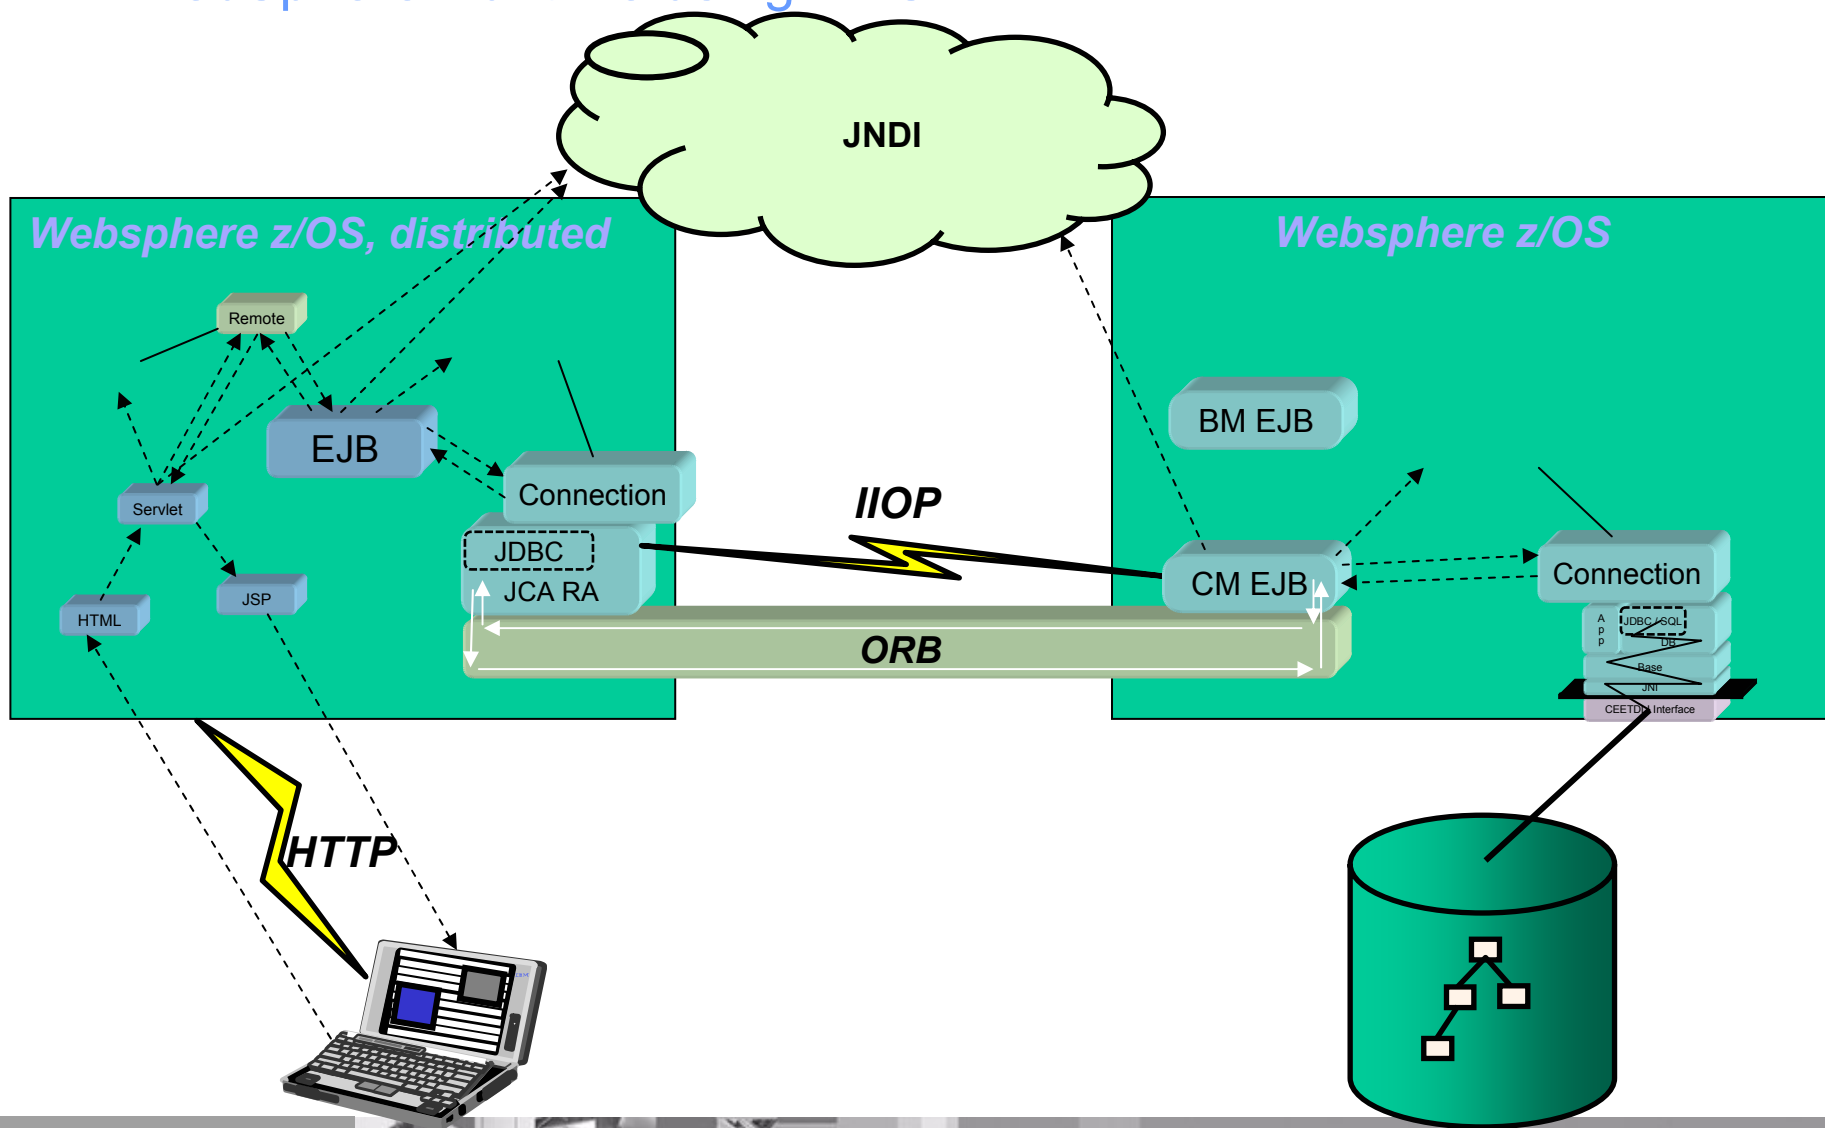 JNDI
Websphere z/OS, distributed
Websphere z/OS
Remote
EJB
BM EJB
Servlet
Connection
IIOP
JDBC
JCA RA
CM EJB
Connection
HTML
JSP
ORB
App
JDBC / SQL
DB
Base
JNI
Interface
HTTP